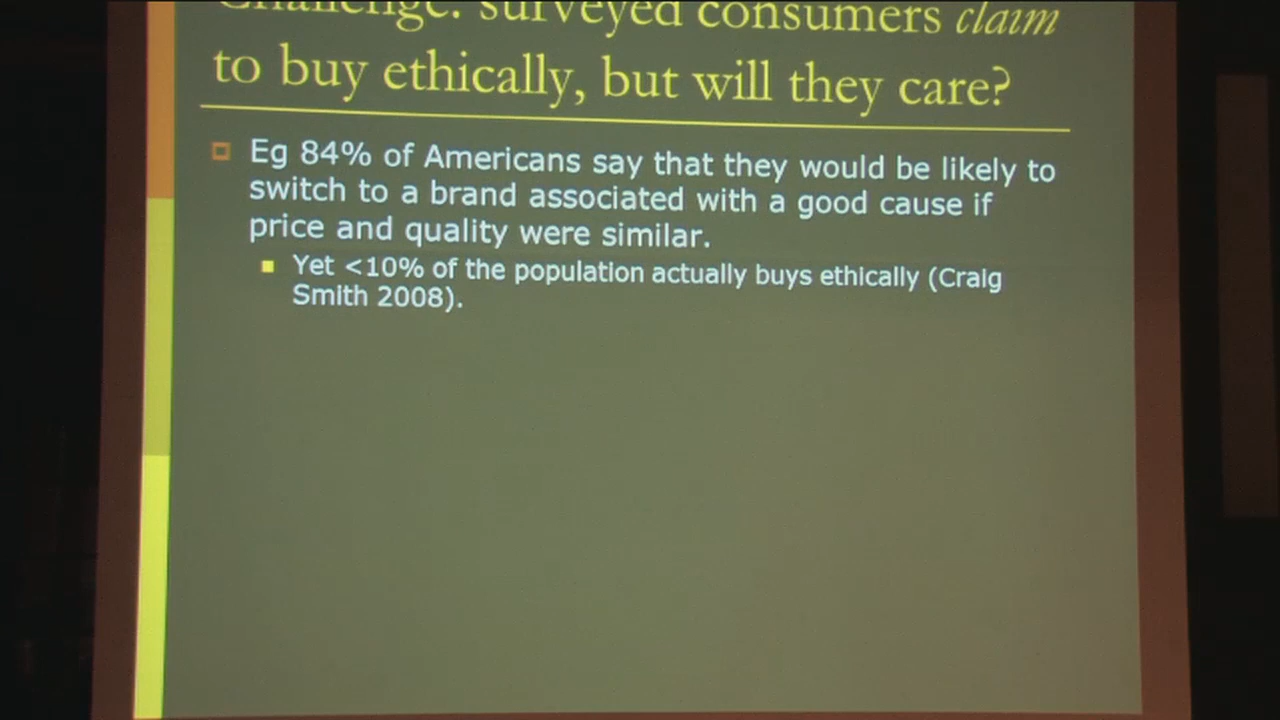 Challenge: surveyed consumers claim
to buy ethically, but will they care?
Eg 84% of Americans say that they would be likely to
switch to a brand associated with a good cause if
price and quality were similar.
Yet <10% of the population actually buys ethically (Craig
Smith 2008).